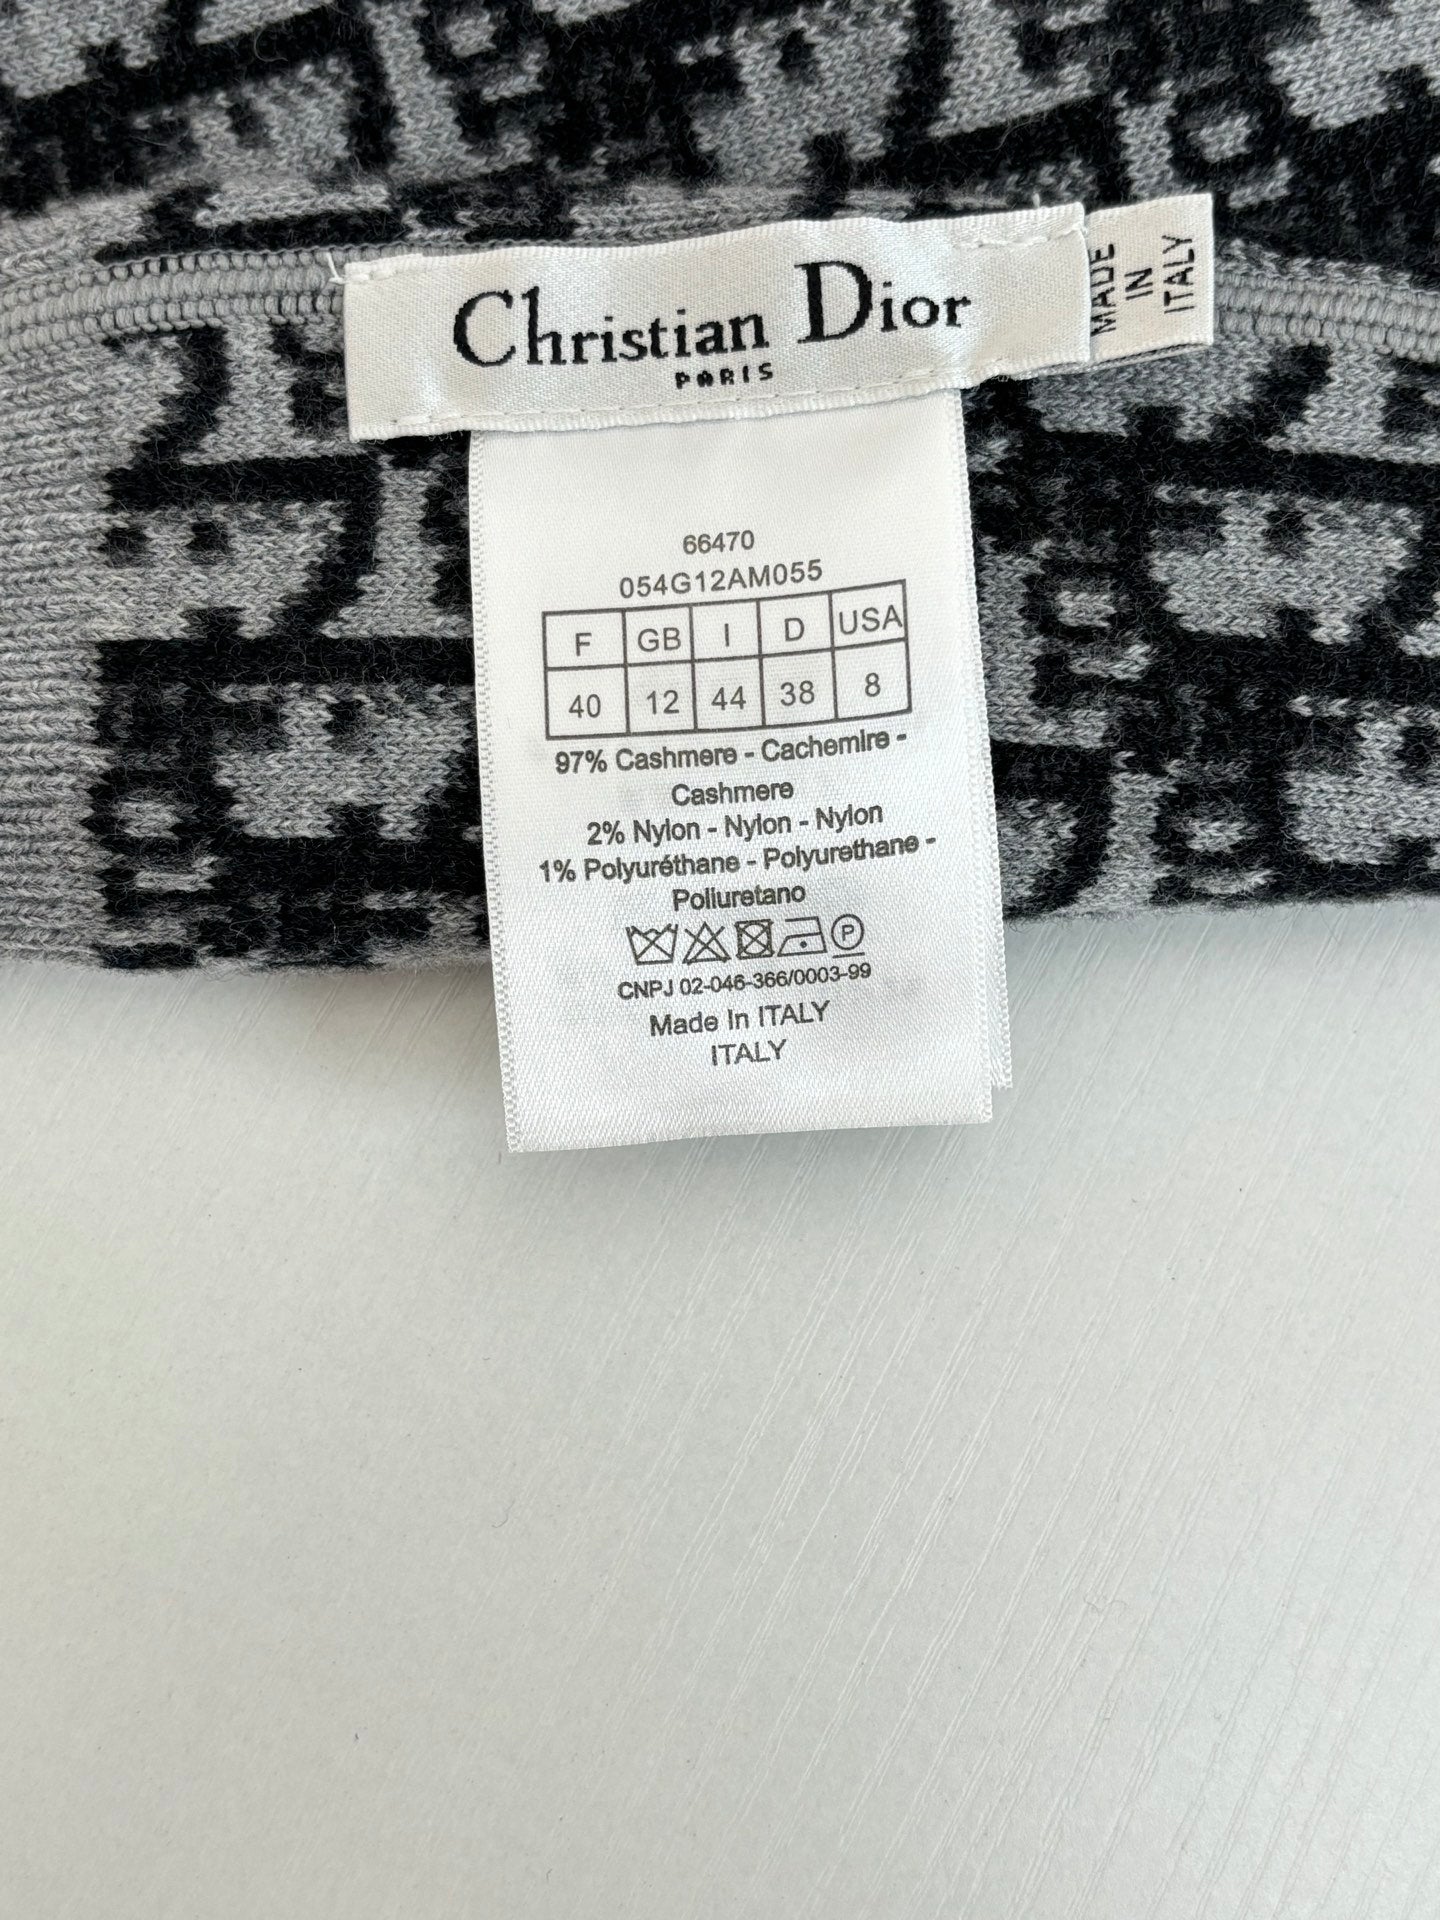 Christian Dior
PARIS
MADE
IN
ITALY
66470
054G12AM055
F GB I D USA
40 12 44 38 8
97% Cashmere - Cachemire -
Cashmere
2% Nylon - Nylon - Nylon
1% Polyuréthane - Polyurethane -
Poliuretano
P
CNPJ 02-046-366/0003-99
Made In ITALY
ITALY